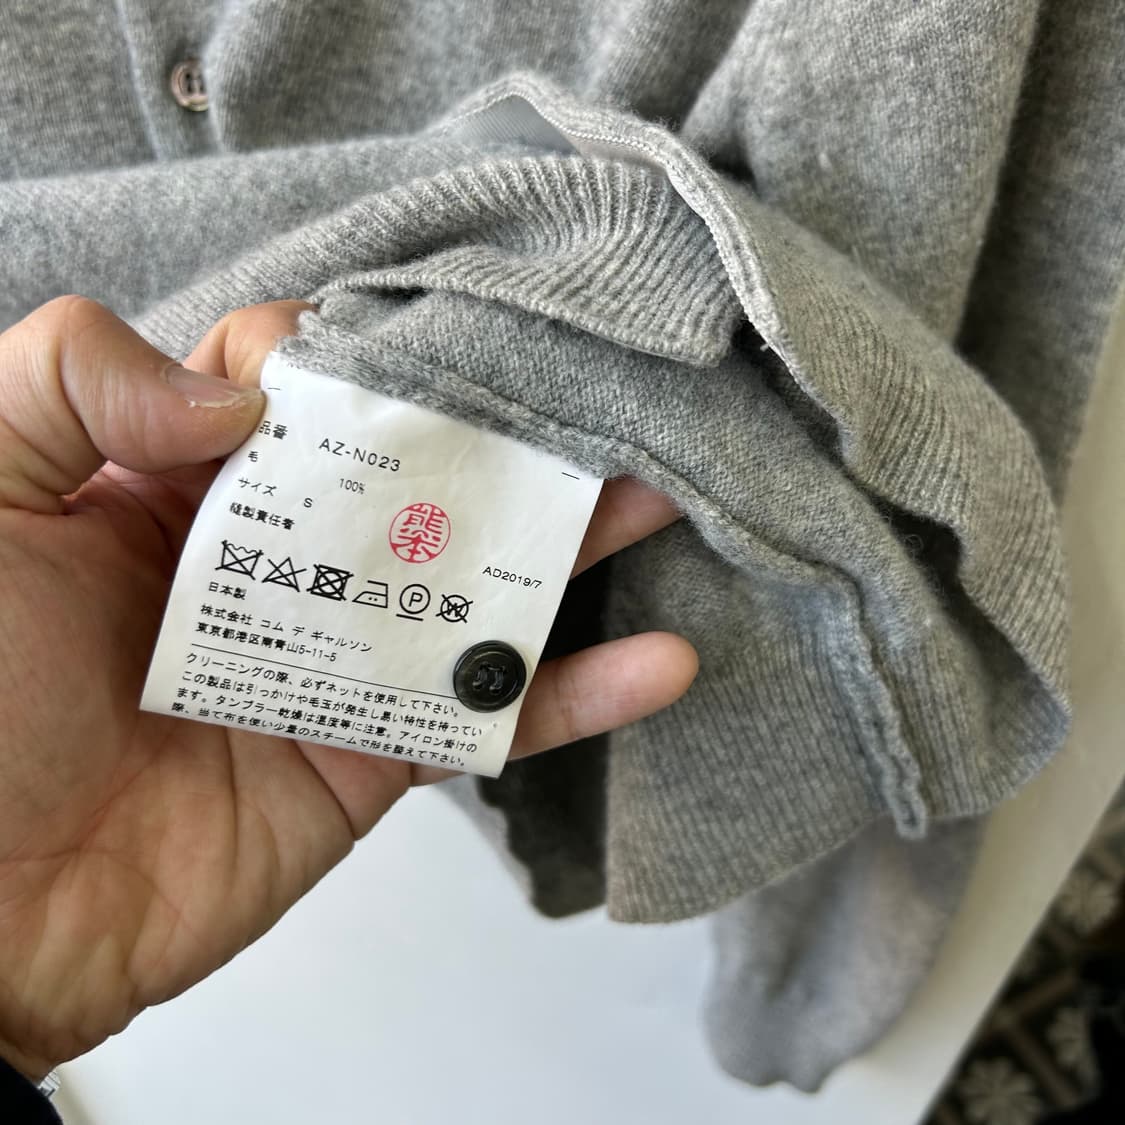 品番 AZ-N023
毛 100%
サイズ S
縫製責任者
熊本
AD2019/7
P
W
日本製
株式会社 コム デ ギャルソン
東京都港区南青山5-11-5
クリーニングの際、必ずネットを使用して下さい。
この製品は引っかけや毛玉が発生し易い特性を持ってい
ます。タンブラー乾燥は温度等に注意。アイロン掛けの
際、当て布を使い少量のスチームで形を整えて下さい。